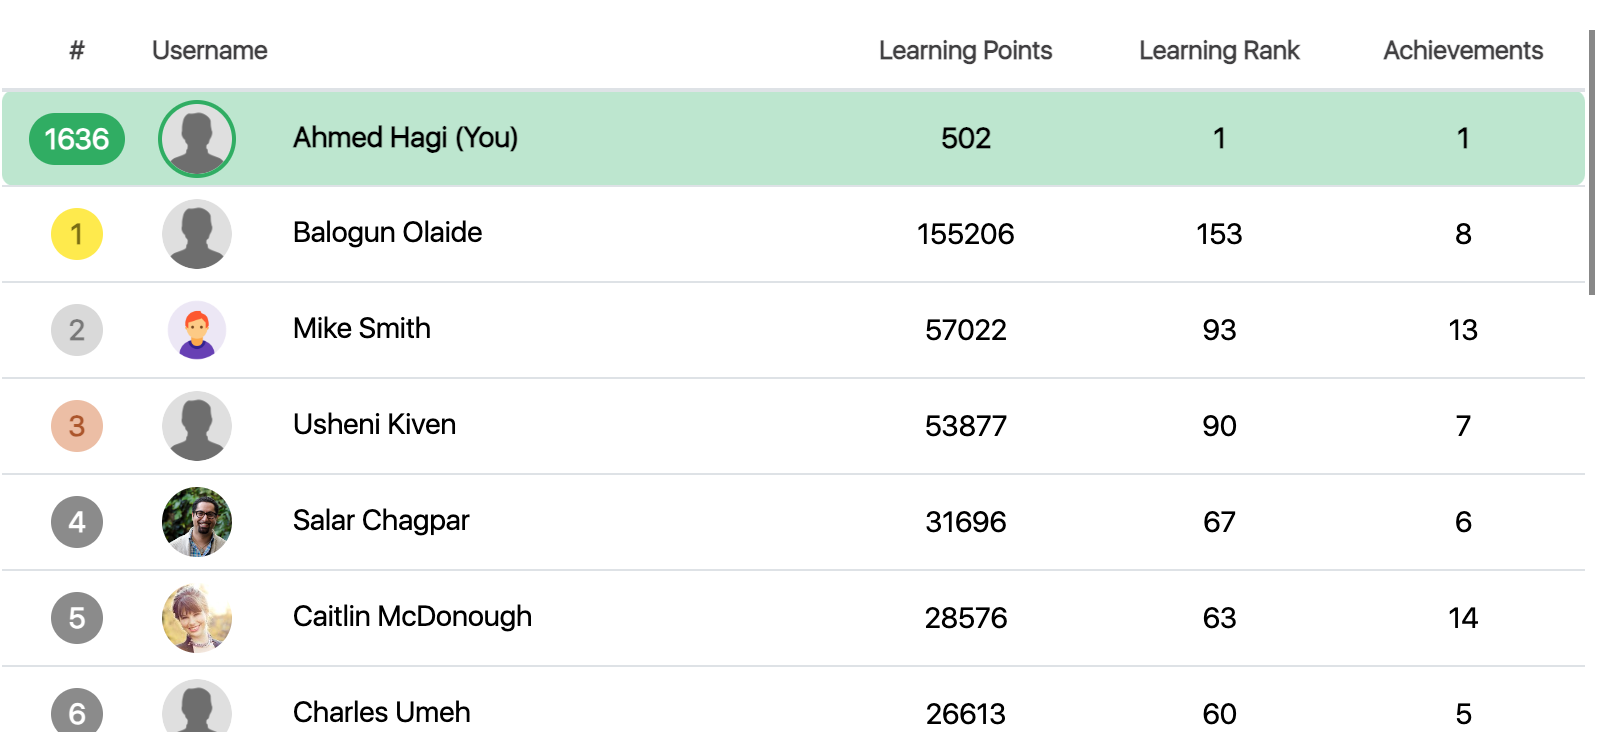 # Username Learning Points Learning Rank Achievements
1636 Ahmed Hagi (You) 502 1 1
1 Balogun Olaide 155206 153 8
2 Mike Smith 57022 93 13
3 Usheni Kiven 53877 90 7
4 Salar Chagpar 31696 67 6
5 Caitlin McDonough 28576 63 14
6 Charles Umeh 26613 60 5